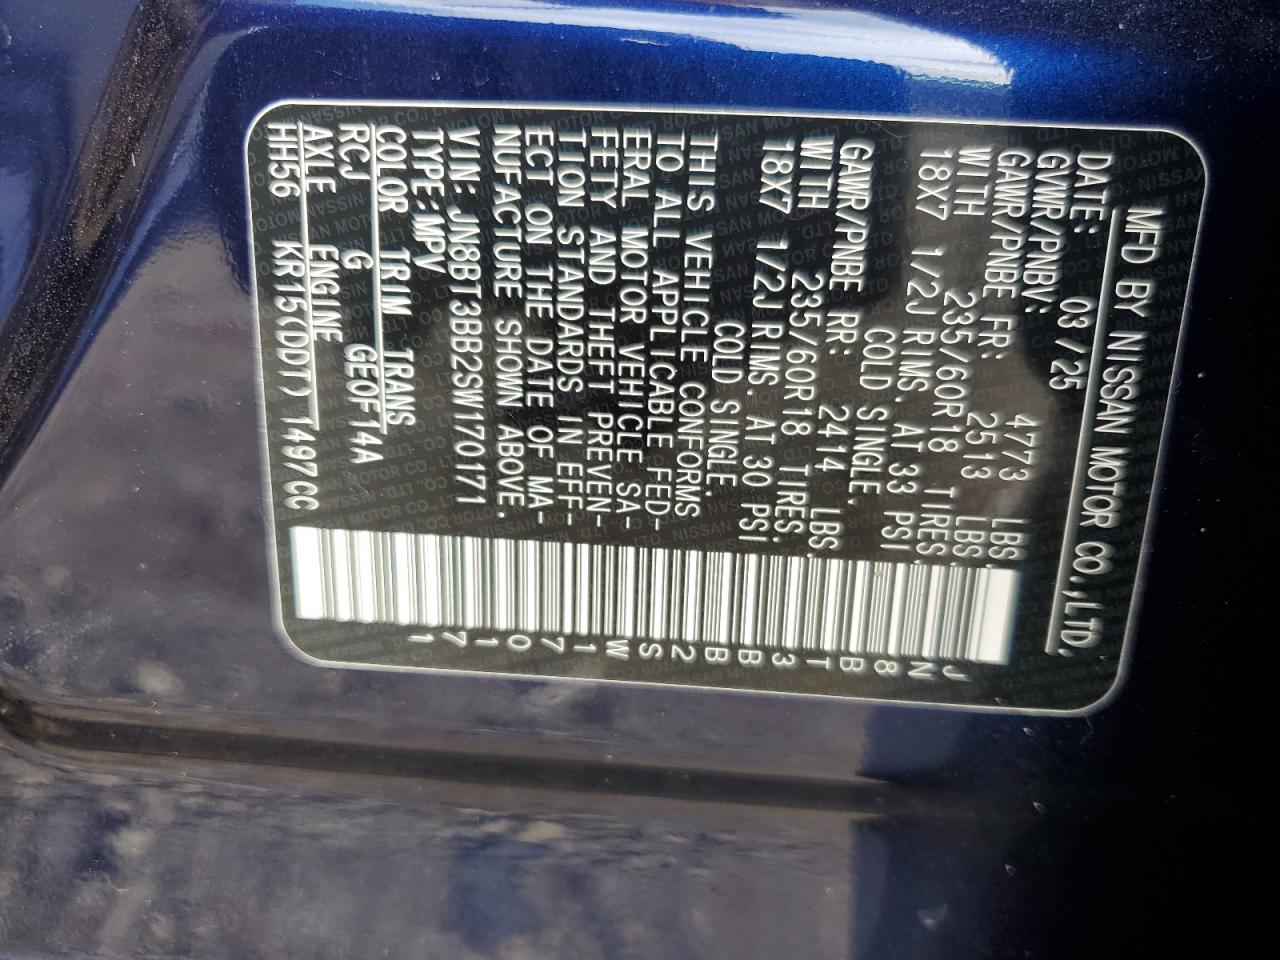 MFD BY NISSAN MOTOR CO.,LTD.
DATE: 03/25
GVWR/PNBV: 4773 LBS.
GAWR/PNBE FR: 2513 LBS.
WITH 235/60R18 TIRES.
18X7 1/2J RIMS. AT 33 PSI
COLD SINGLE.
GAWR/PNBE RR: 2414 LBS.
WITH 235/60R18 TIRES.
18X7 1/2J RIMS. AT 30 PSI
COLD SINGLE.
THIS VEHICLE CONFORMS
TO ALL APPLICABLE FED-
ERAL MOTOR VEHICLE SA-
FETY AND THEFT PREVEN-
TION STANDARDS IN EFF-
ECT ON THE DATE OF MA-
NUFACTURE SHOWN ABOVE.
VIN: JN8BT3BB2SW170171
TYPE:MPV
COLOR TRIM TRANS
RCJ G GE0F14A
AXLE ENGINE
HH56 KR15(DDT) 1497CC
JN8BT3BB2SW170171